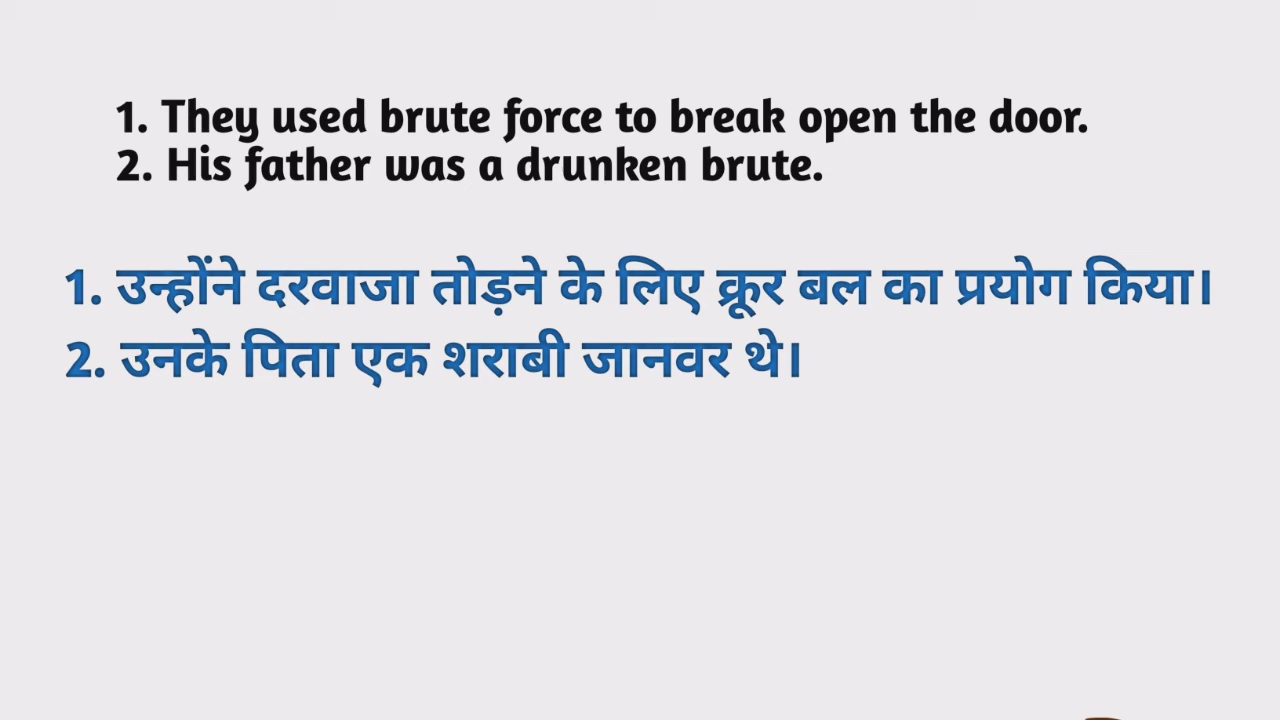 1. They used brute force to break open the door.
2. His father was a drunken brute.
1. उन्होंने दरवाजा तोड़ने के लिए क्रूर बल का प्रयोग किया।
2. उनके पिता एक शराबी जानवर थे।